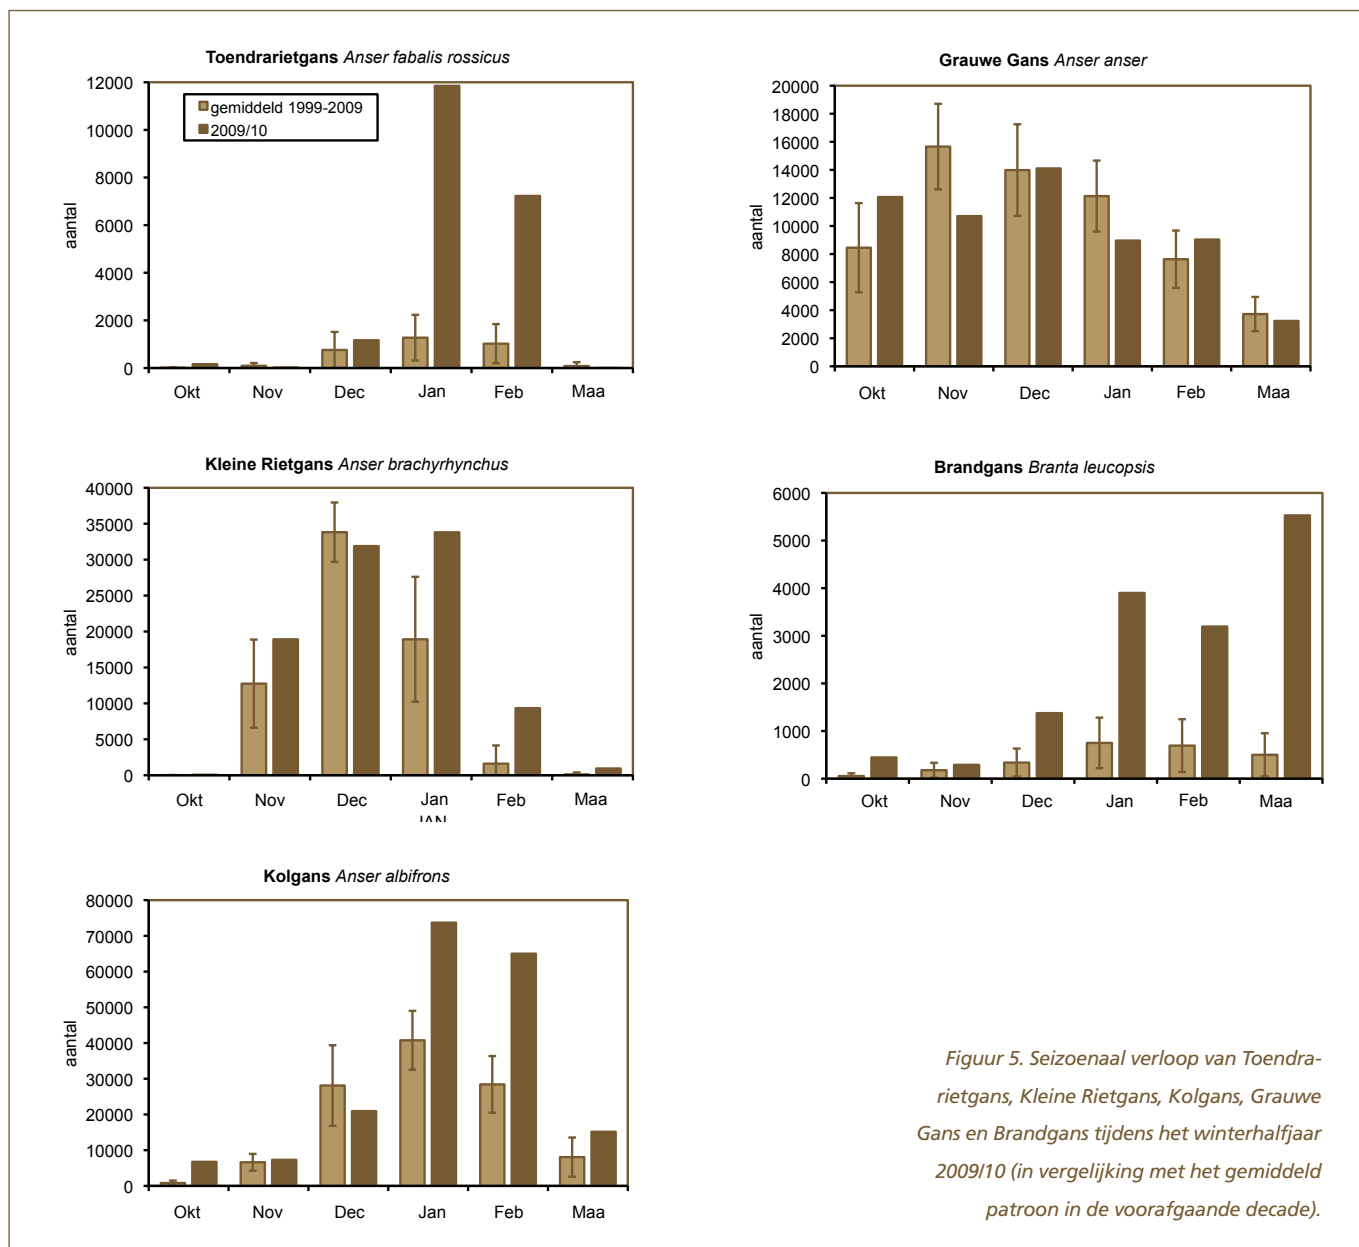 Toendrarietgans Anser fabalis rossicus
12000
10000
8000
6000
4000
2000
0
aantal
gemiddeld 1999-2009
2009/10
Okt Nov Dec Jan Feb Maa
Grauwe Gans Anser anser
20000
18000
16000
14000
12000
10000
8000
6000
4000
2000
0
aantal
Okt Nov Dec Jan Feb Maa
Kleine Rietgans Anser brachyrhynchus
40000
35000
30000
25000
20000
15000
10000
5000
0
aantal
Okt Nov Dec Jan Feb Maa
JAN
Brandgans Branta leucopsis
6000
5000
4000
3000
2000
1000
0
aantal
Okt Nov Dec Jan Feb Maa
Kolgans Anser albifrons
80000
70000
60000
50000
40000
30000
20000
10000
0
aantal
Okt Nov Dec Jan Feb Maa
Figuur 5. Seizoenaal verloop van Toendra-
rietgans, Kleine Rietgans, Kolgans, Grauwe
Gans en Brandgans tijdens het winterhalfjaar
2009/10 (in vergelijking met het gemiddeld
patroon in de voorafgaande decade).